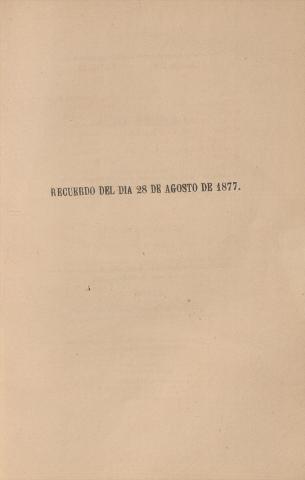 RECUERDO DEL DIA 28 DE AGOSTO DE 1877.